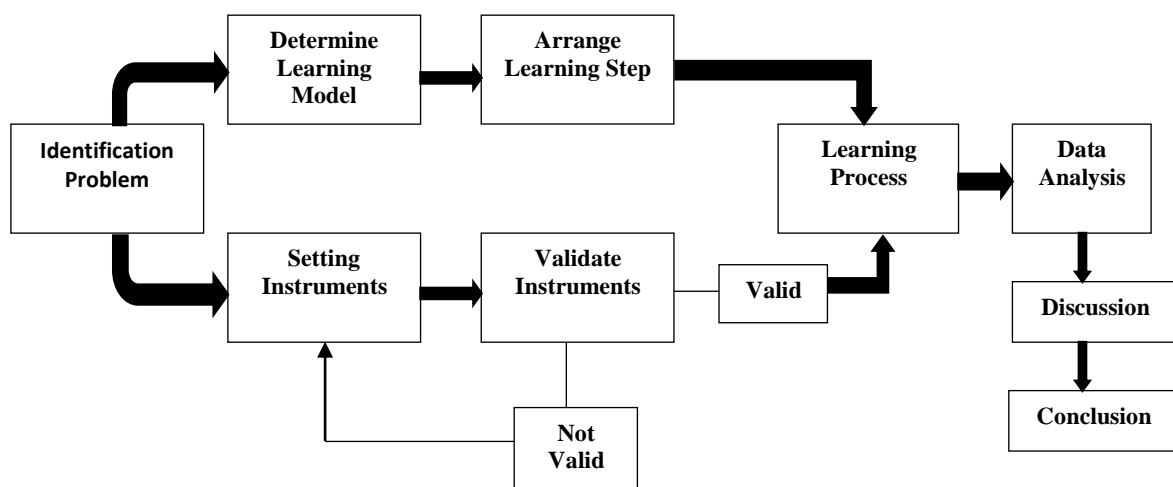 Determine
Learning
Model
Arrange
Learning Step
Identification
Problem
Learning
Process
Data
Analysis
Setting
Instruments
Validate
Instruments
Valid
Discussion
Not
Valid
Conclusion